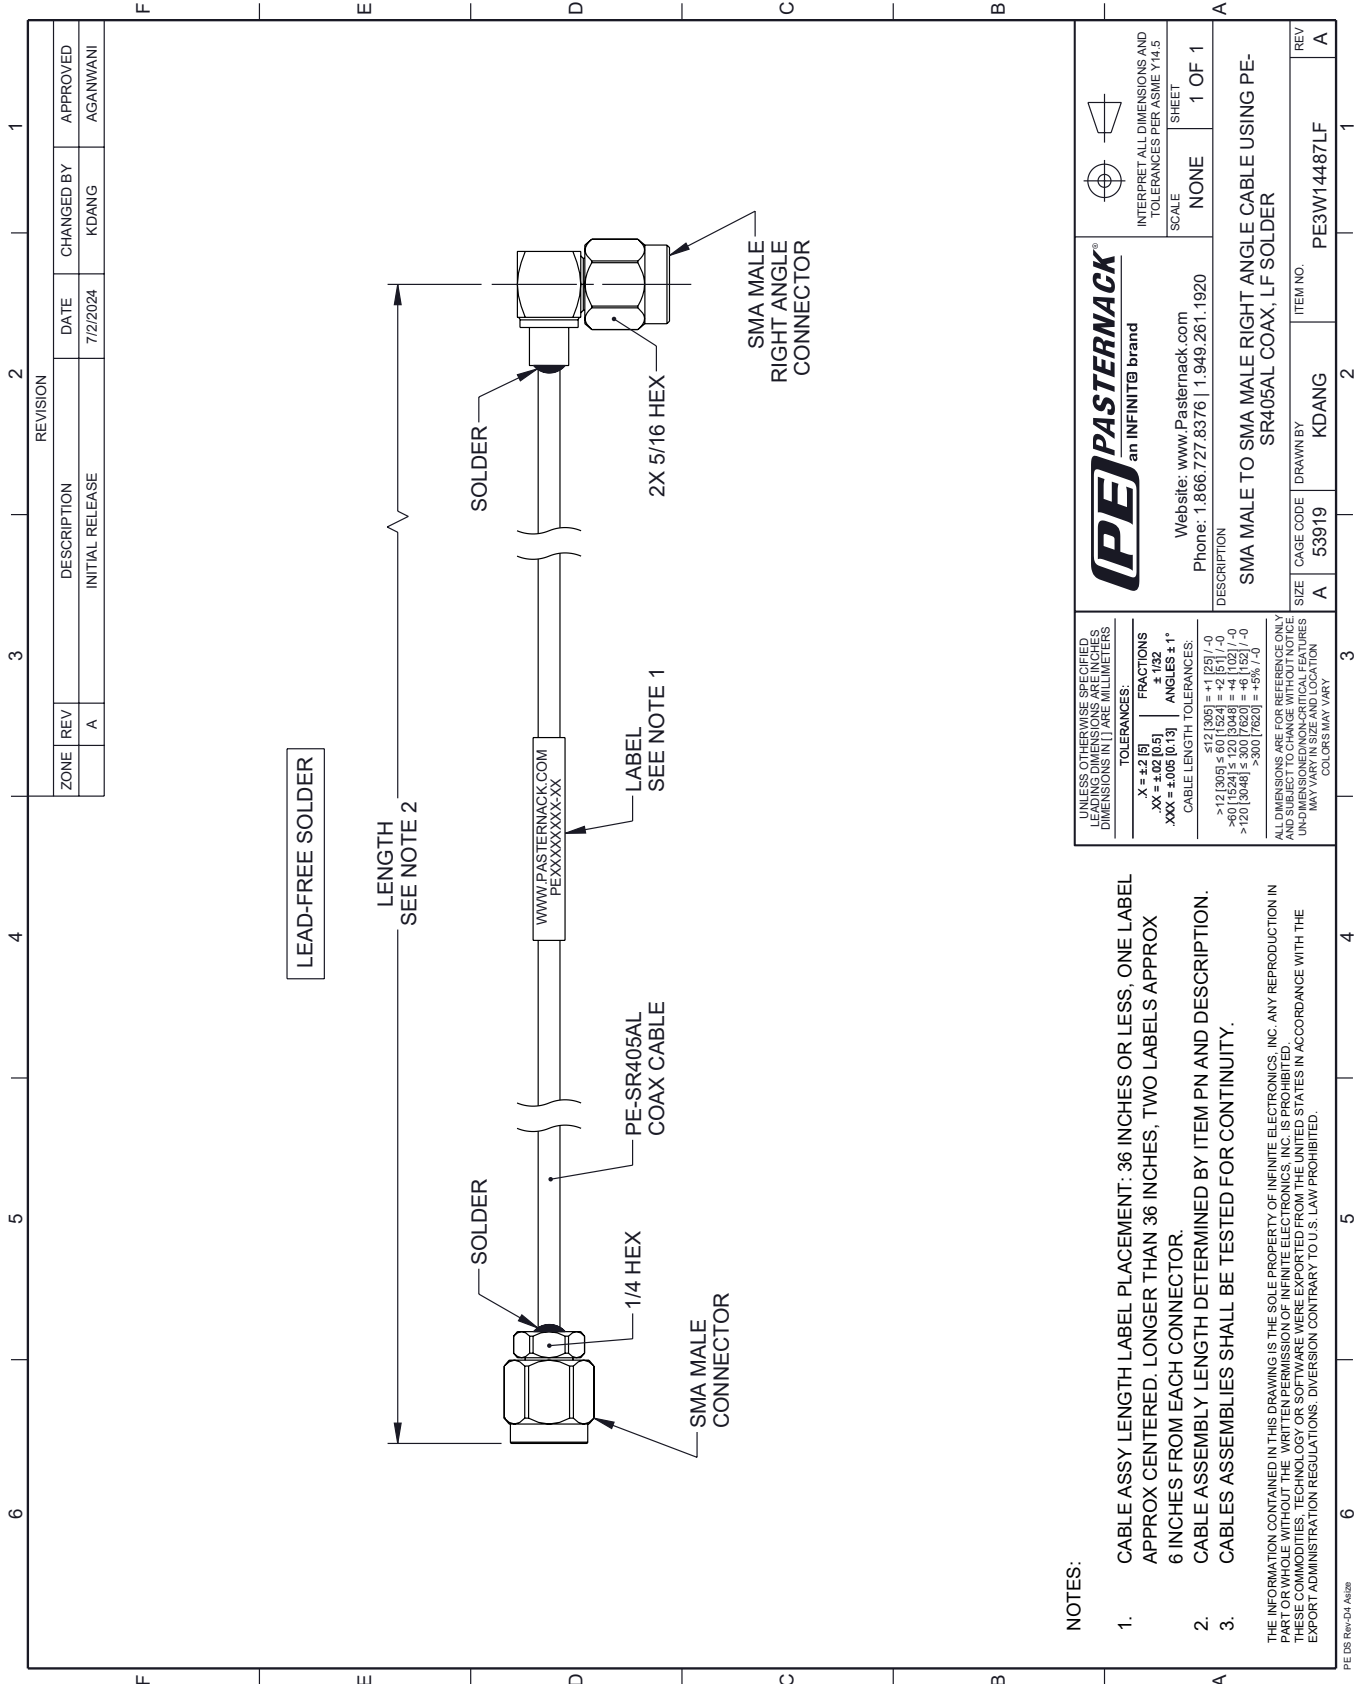 REVISION
ZONE REV DESCRIPTION DATE CHANGED BY APPROVED
A INITIAL RELEASE 7/2/2024 KDANG AGANWANI
6 5 4 3 2 1
F
E
D
C
B
A
F
E
D
C
B
A
LEAD-FREE SOLDER
LENGTH
SEE NOTE 2
SOLDER
SOLDER
WWW.PASTERNACK.COM
PEXXXXXXXX-XX
1/4 HEX
PE-SR405AL
COAX CABLE
LABEL
SEE NOTE 1
2X 5/16 HEX
SMA MALE
CONNECTOR
SMA MALE
RIGHT ANGLE
CONNECTOR
NOTES:
1. CABLE ASSY LENGTH LABEL PLACEMENT: 36 INCHES OR LESS, ONE LABEL
APPROX CENTERED. LONGER THAN 36 INCHES, TWO LABELS APPROX
6 INCHES FROM EACH CONNECTOR.
2. CABLE ASSEMBLY LENGTH DETERMINED BY ITEM PN AND DESCRIPTION.
3. CABLES ASSEMBLIES SHALL BE TESTED FOR CONTINUITY.
THE INFORMATION CONTAINED IN THIS DRAWING IS THE SOLE PROPERTY OF INFINITE ELECTRONICS, INC. ANY REPRODUCTION IN
PART OR WHOLE WITHOUT THE WRITTEN PERMISSION OF INFINITE ELECTRONICS, INC. IS PROHIBITED.
THESE COMMODITIES, TECHNOLOGY OR SOFTWARE WERE EXPORTED FROM THE UNITED STATES IN ACCORDANCE WITH THE
EXPORT ADMINISTRATION REGULATIONS. DIVERSION CONTRARY TO U.S. LAW PROHIBITED.
UNLESS OTHERWISE SPECIFIED
LEADING DIMENSIONS ARE INCHES
DIMENSIONS IN [ ] ARE MILLIMETERS
TOLERANCES:
.X = ±.2 [5] FRACTIONS
.XX = ±.02 [0.5] ± 1/32
.XXX = ±.005 [0.13] ANGLES ± 1°
CABLE LENGTH TOLERANCES:
≤12 [305] = +1 [25] / -0
>12 [305] ≤ 60 [1524] = +2 [51] / -0
>60 [1524] ≤ 120 [3048] = +4 [102] / -0
>120 [3048] ≤ 300 [7620] = +6 [152] / -0
>300 [7620] = +5% / -0
ALL DIMENSIONS ARE FOR REFERENCE ONLY
AND SUBJECT TO CHANGE WITHOUT NOTICE.
UN-DIMENSIONED/NON-CRITICAL FEATURES
MAY VARY IN SIZE AND LOCATION
COLORS MAY VARY
PE PASTERNACK®
an INFINIT@ brand
Website: www.Pasternack.com
Phone: 1.866.727.8376 | 1.949.261.1920
INTERPRET ALL DIMENSIONS AND
TOLERANCES PER ASME Y14.5
SCALE SHEET
NONE 1 OF 1
DESCRIPTION
SMA MALE TO SMA MALE RIGHT ANGLE CABLE USING PE-
SR405AL COAX, LF SOLDER
SIZE CAGE CODE DRAWN BY ITEM NO. REV
A 53919 KDANG PE3W14487LF A
6 5 4 3 2 1
PE DS Rev-D4 Asize